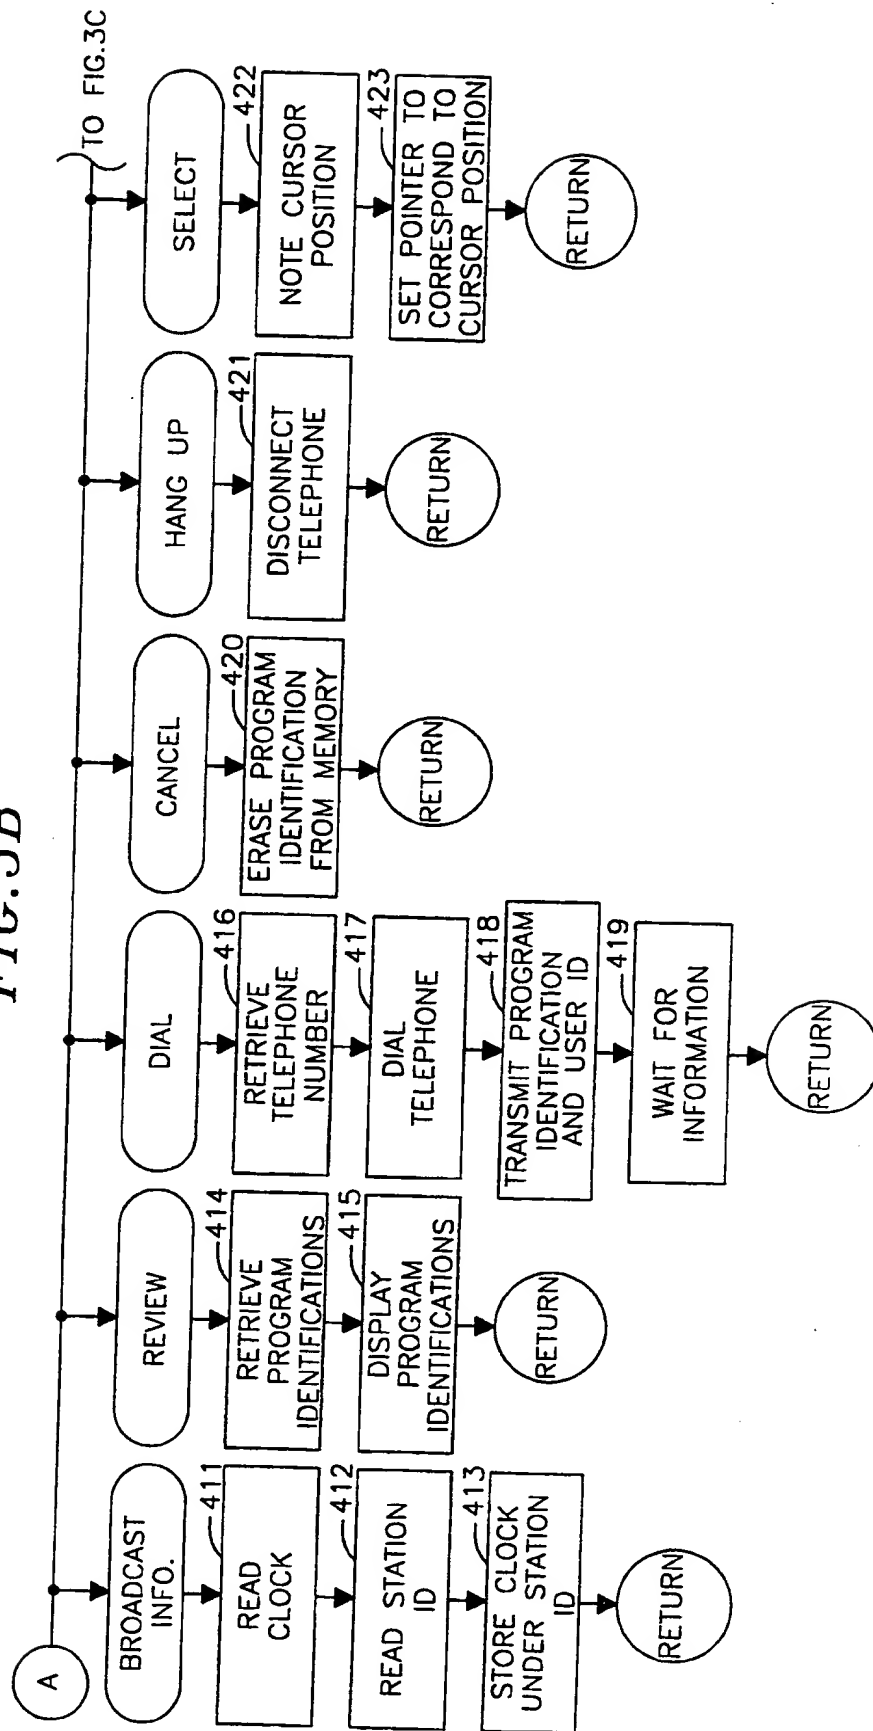 FIG.3B
A
TO FIG.3C
BROADCAST
INFO.
411
READ
CLOCK
412
READ STATION
ID
413
STORE CLOCK
UNDER STATION
ID
RETURN
REVIEW
414
RETRIEVE
PROGRAM
IDENTIFICATIONS
415
DISPLAY
PROGRAM
IDENTIFICATIONS
RETURN
DIAL
416
RETRIEVE
TELEPHONE
NUMBER
417
DIAL
TELEPHONE
418
TRANSMIT PROGRAM
IDENTIFICATION
AND USER ID
419
WAIT FOR
INFORMATION
RETURN
CANCEL
420
ERASE PROGRAM
IDENTIFICATION
FROM MEMORY
RETURN
HANG UP
421
DISCONNECT
TELEPHONE
RETURN
SELECT
422
NOTE CURSOR
POSITION
423
SET POINTER TO
CORRESPOND TO
CURSOR POSITION
RETURN